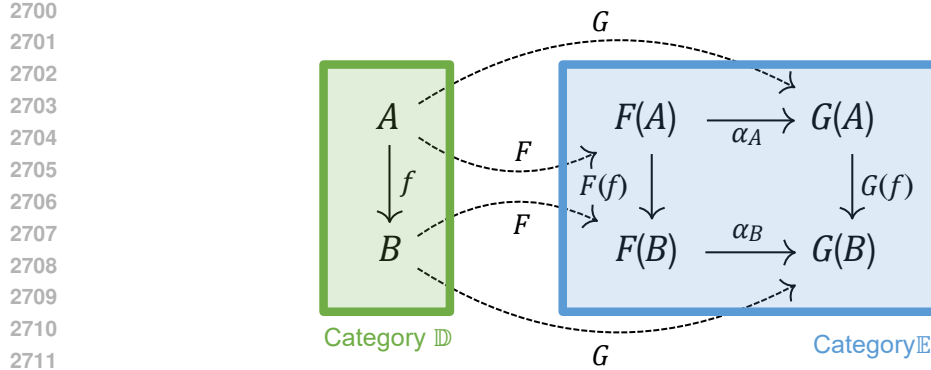 2700
G
2701
2702
2703
A F(A) α_A G(A)
2704
F
2705
f F(f) G(f)
2706
F
2707
B F(B) α_B G(B)
2708
2709
2710
Category 𝔻 Category𝔼
2711
G